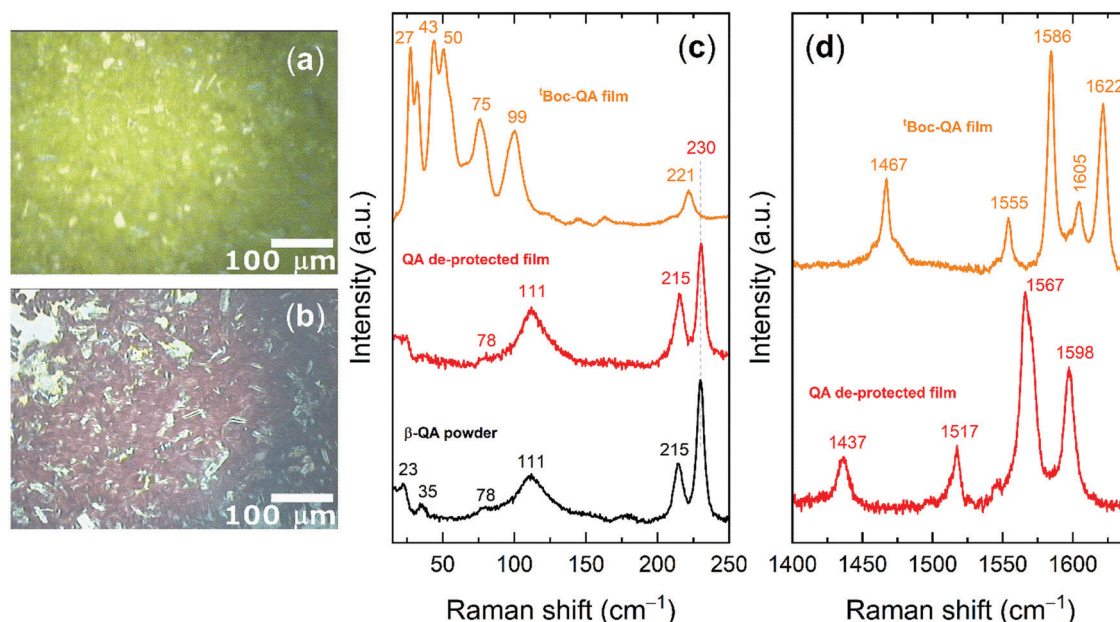 (a)
100 μm
(b)
100 μm
(c)
27
43
50
75
99
ᵗBoc-QA film
221
230
QA de-protected film
78
111
215
β-QA powder
23
35
78
111
215
Intensity (a.u.)
50 100 150 200 250
Raman shift (cm⁻¹)
(d)
1467
1555
1586
1605
1622
ᵗBoc-QA film
1437
1517
1567
1598
QA de-protected film
Intensity (a.u.)
1400 1450 1500 1550 1600
Raman shift (cm⁻¹)